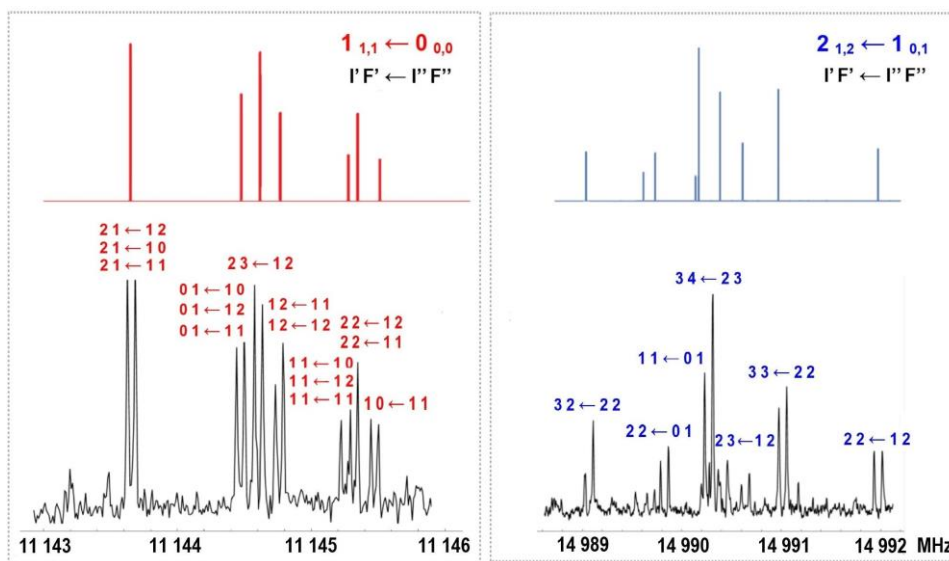 1 1,1 ← 0 0,0
I' F' ← I'' F''
2 1 ← 1 2
2 1 ← 1 0
2 1 ← 1 1
0 1 ← 1 0
0 1 ← 1 2
0 1 ← 1 1
2 3 ← 1 2
1 2 ← 1 1
1 2 ← 1 2
2 2 ← 1 2
2 2 ← 1 1
1 1 ← 1 0
1 1 ← 1 2
1 1 ← 1 1
1 0 ← 1 1
11 143 11 144 11 145 11 146
2 1,2 ← 1 0,1
I' F' ← I'' F''
3 4 ← 2 3
1 1 ← 0 1
3 3 ← 2 2
3 2 ← 2 2
2 2 ← 0 1
2 3 ← 1 2
2 2 ← 1 2
14 989 14 990 14 991 14 992 MHz